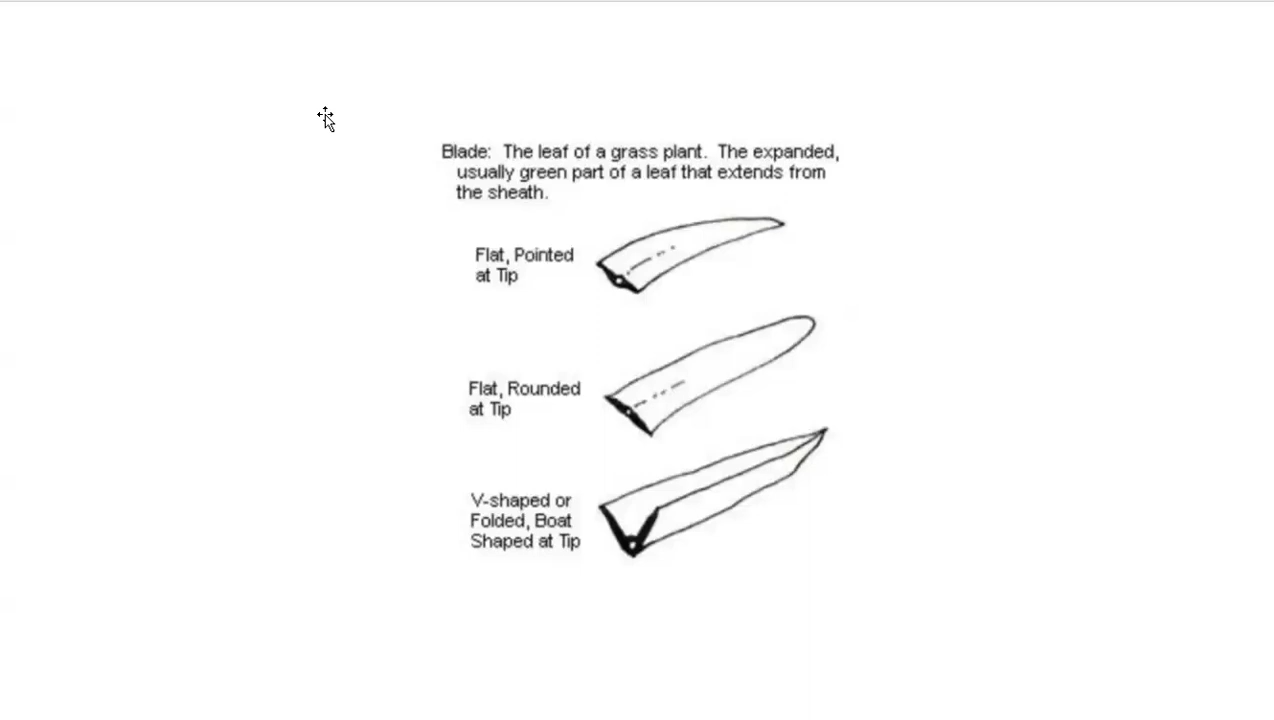 Blade: The leaf of a grass plant. The expanded,
usually green part of a leaf that extends from
the sheath.
Flat, Pointed
at Tip
Flat, Rounded
at Tip
V-shaped or
Folded, Boat
Shaped at Tip